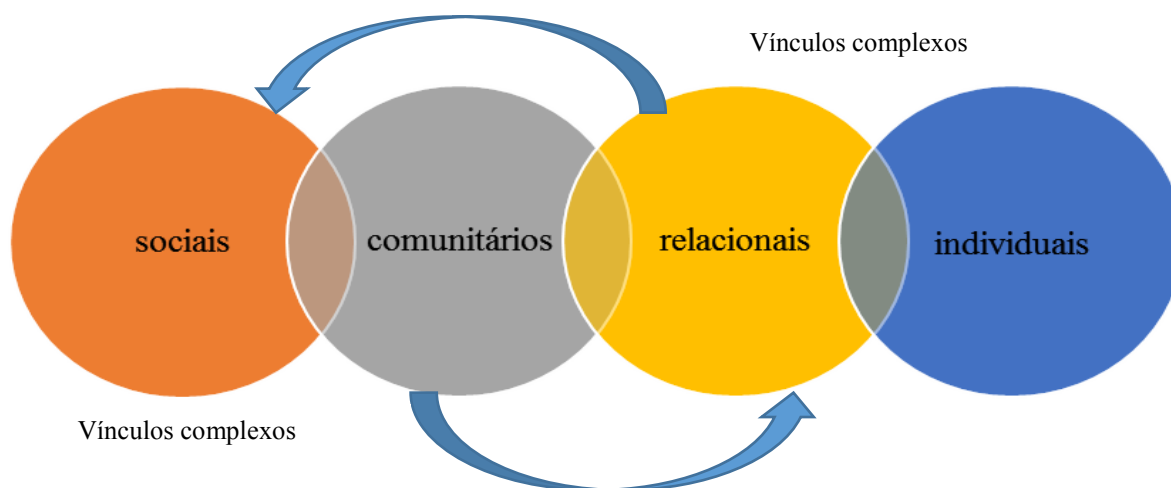 Vínculos complexos
sociais
comunitários
relacionais
individuais
Vínculos complexos